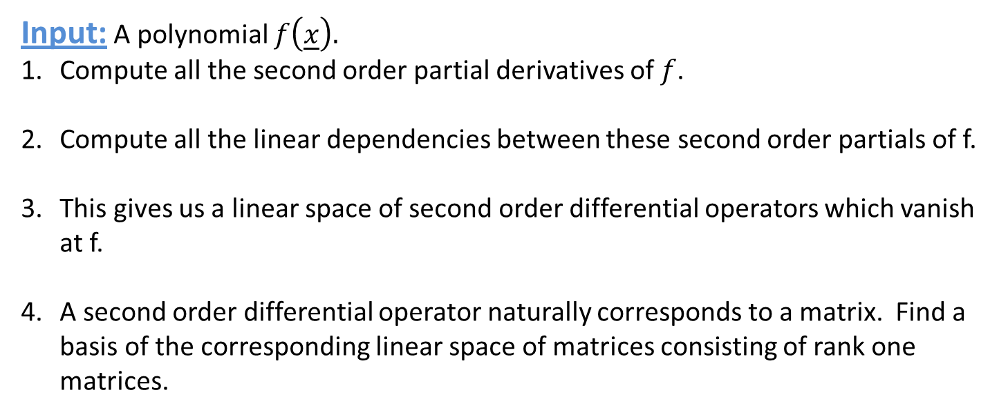 Input: A polynomial f(x).
1. Compute all the second order partial derivatives of f.
2. Compute all the linear dependencies between these second order partials of f.
3. This gives us a linear space of second order differential operators which vanish
at f.
4. A second order differential operator naturally corresponds to a matrix. Find a
basis of the corresponding linear space of matrices consisting of rank one
matrices.